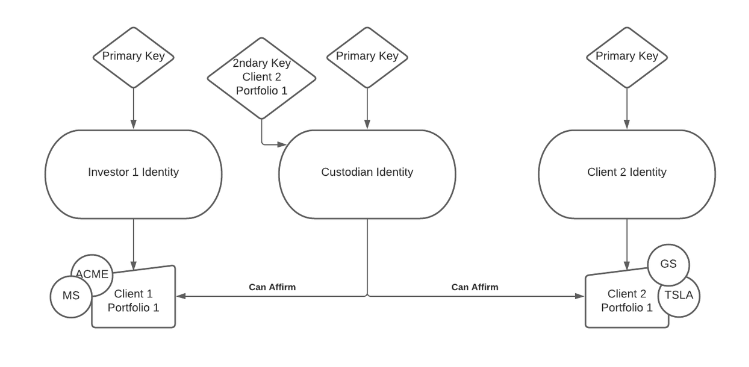 Primary Key
2ndary Key
Client 2
Portfolio 1
Primary Key
Primary Key
Investor 1 Identity
Custodian Identity
Client 2 Identity
ACME
MS
Client 1
Portfolio 1
Can Affirm
Can Affirm
GS
TSLA
Client 2
Portfolio 1